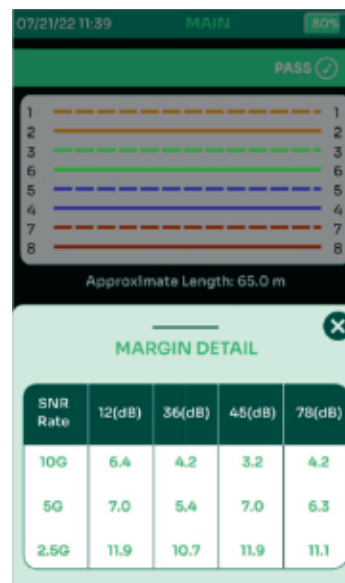 07/21/22 11:39 MAIN 80%
PASS
1 1
2 2
3 3
6 6
5 5
4 4
7 7
8 8
Approximate Length: 65.0 m
MARGIN DETAIL
SNR Rate 12(dB) 36(dB) 45(dB) 78(dB)
10G 6.4 4.2 3.2 4.2
5G 7.0 5.4 7.0 6.3
2.5G 11.9 10.7 11.9 11.1